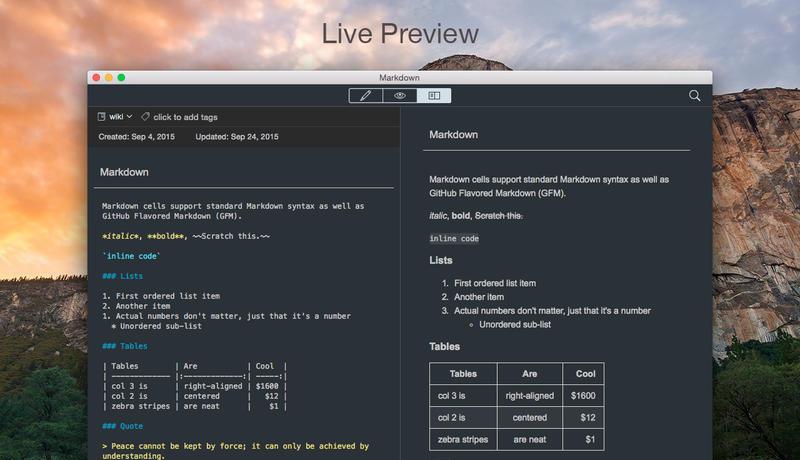 Live Preview
Markdown
wiki
click to add tags
Created: Sep 4, 2015 Updated: Sep 24, 2015
Markdown
Markdown cells support standard Markdown syntax as well as
GitHub Flavored Markdown (GFM).
*italic*, **bold**, ~~Scratch this.~~
`inline code`
### Lists
1. First ordered list item
2. Another item
1. Actual numbers don't matter, just that it's a number
* Unordered sub-list
### Tables
| Tables | Are | Cool |
| ------------- |:-------------:| -----:|
| col 3 is | right-aligned | $1600 |
| col 2 is | centered | $12 |
| zebra stripes | are neat | $1 |
### Quote
> Peace cannot be kept by force; it can only be achieved by
understanding.
Markdown
Markdown cells support standard Markdown syntax as well as
GitHub Flavored Markdown (GFM).
italic, bold, Scratch this.
inline code
Lists
1. First ordered list item
2. Another item
3. Actual numbers don't matter, just that it's a number
Unordered sub-list
Tables
Tables Are Cool
col 3 is right-aligned $1600
col 2 is centered $12
zebra stripes are neat $1